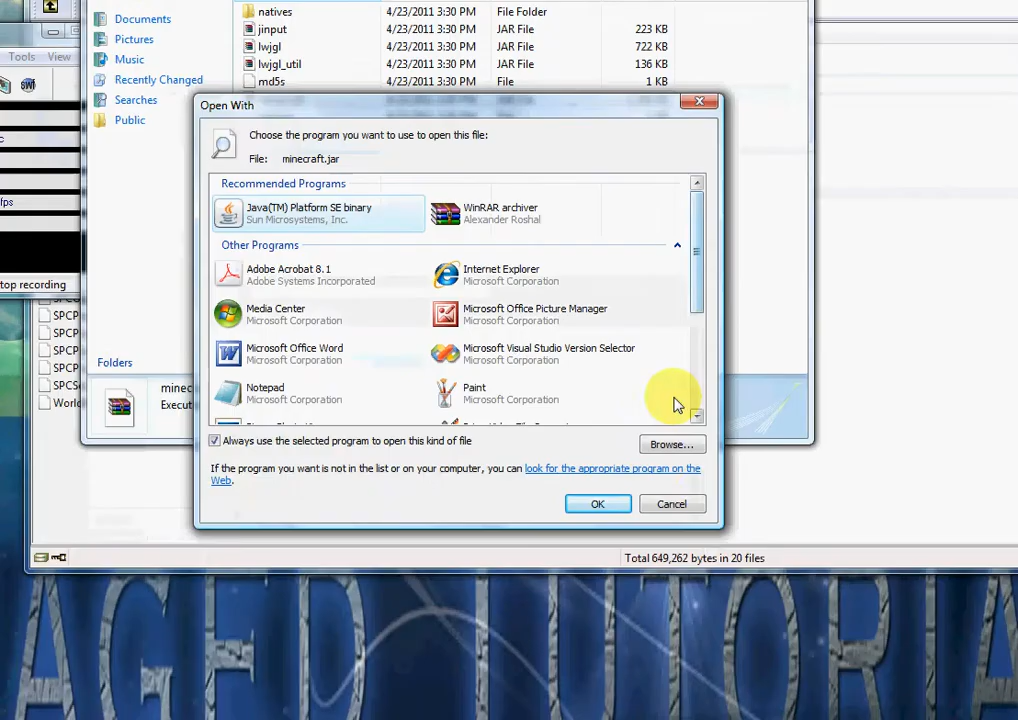 Documents
Pictures
Music
Recently Changed
Searches
Public
Folders
natives 4/23/2011 3:30 PM File Folder
jinput 4/23/2011 3:30 PM JAR File 223 KB
lwjgl 4/23/2011 3:30 PM JAR File 722 KB
lwjgl_util 4/23/2011 3:30 PM JAR File 136 KB
md5s 4/23/2011 3:30 PM File 1 KB
Tools View
fps
top recording
Open With
Choose the program you want to use to open this file:
File: minecraft.jar
Recommended Programs
Java(TM) Platform SE binary
Sun Microsystems, Inc.
WinRAR archiver
Alexander Roshal
Other Programs
Adobe Acrobat 8.1
Adobe Systems Incorporated
Internet Explorer
Microsoft Corporation
Media Center
Microsoft Corporation
Microsoft Office Picture Manager
Microsoft Corporation
Microsoft Office Word
Microsoft Corporation
Microsoft Visual Studio Version Selector
Microsoft Corporation
Notepad
Microsoft Corporation
Paint
Microsoft Corporation
Always use the selected program to open this kind of file
Browse...
If the program you want is not in the list or on your computer, you can look for the appropriate program on the
Web.
OK
Cancel
minec
Execut
SPCP
SPCP
SPCP
SPCP
SPCS
World
Total 649,262 bytes in 20 files
AGED TUTORIA